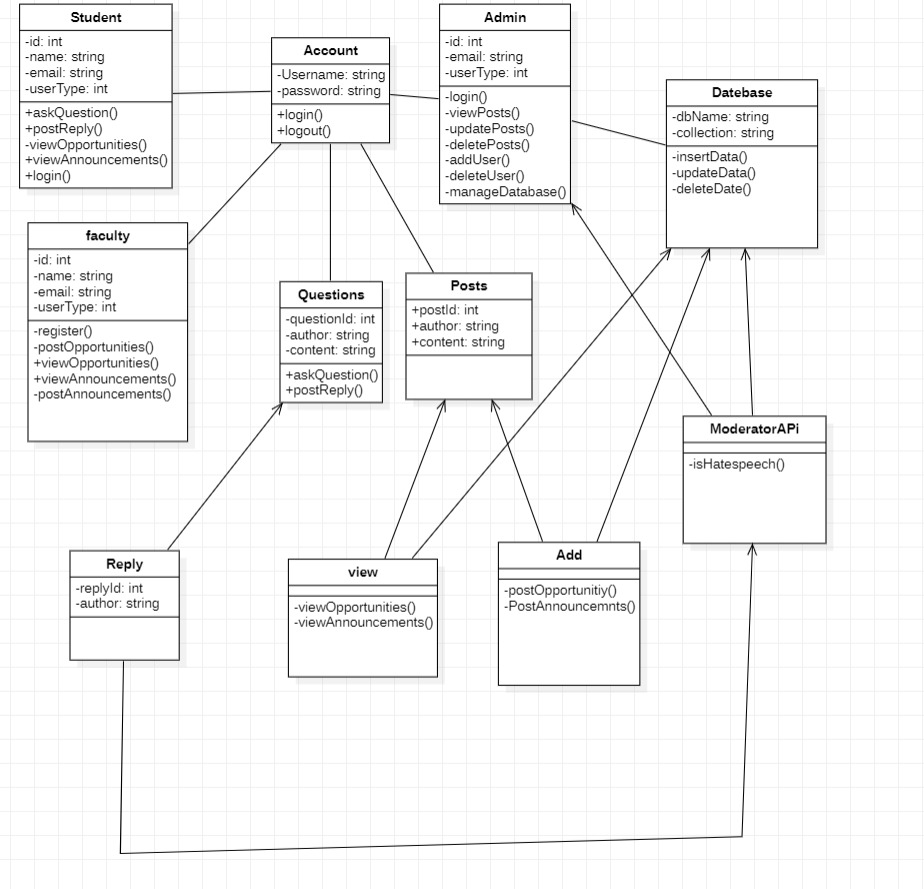 Student
-id: int
-name: string
-email: string
-userType: int
+askQuestion()
+postReply()
-viewOpportunities()
+viewAnnouncements()
+login()
Account
-Username: string
-password: string
+login()
+logout()
Admin
-id: int
-email: string
-userType: int
-login()
-viewPosts()
-updatePosts()
-deletePosts()
-addUser()
-deleteUser()
-manageDatabase()
Datebase
-dbName: string
-collection: string
-insertData()
-updateData()
-deleteDate()
faculty
-id: int
-name: string
-email: string
-userType: int
-register()
-postOpportunities()
+viewOpportunities()
+viewAnnouncements()
-postAnnouncements()
Questions
-questionId: int
-author: string
-content: string
+askQuestion()
+postReply()
Posts
+postId: int
+author: string
+content: string
ModeratorAPi
-isHatespeech()
Reply
-replyId: int
-author: string
view
-viewOpportunities()
-viewAnnouncements()
Add
-postOpportunitiy()
-PostAnnouncemnts()